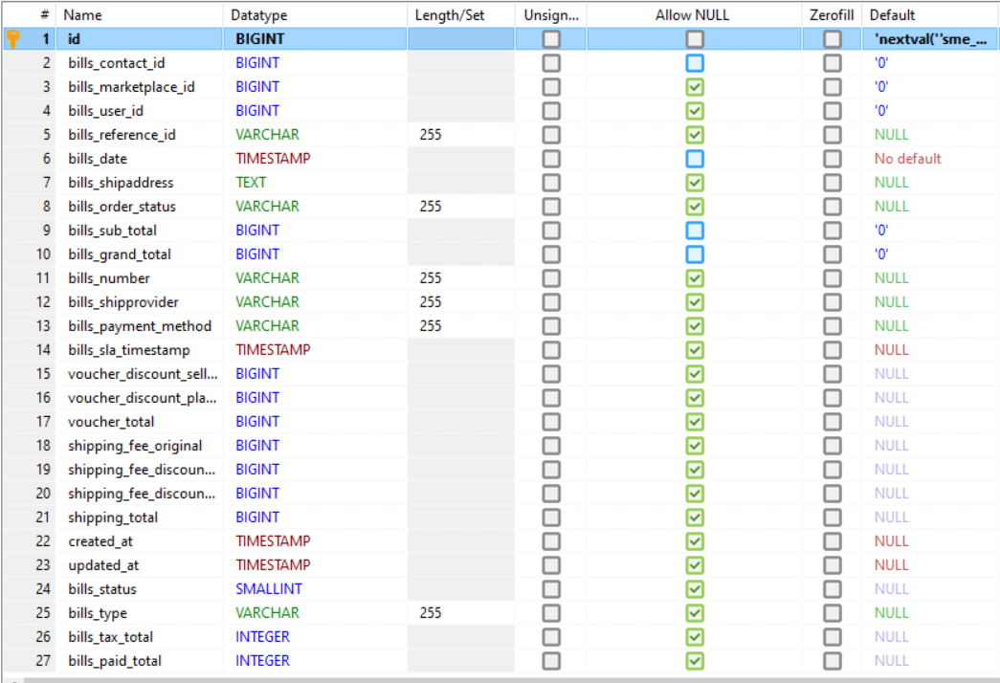 # Name Datatype Length/Set Unsign... Allow NULL Zerofill Default
1 id BIGINT 'nextval(''sme_...
2 bills_contact_id BIGINT '0'
3 bills_marketplace_id BIGINT '0'
4 bills_user_id BIGINT '0'
5 bills_reference_id VARCHAR 255 NULL
6 bills_date TIMESTAMP No default
7 bills_shipaddress TEXT NULL
8 bills_order_status VARCHAR 255 NULL
9 bills_sub_total BIGINT '0'
10 bills_grand_total BIGINT '0'
11 bills_number VARCHAR 255 NULL
12 bills_shipprovider VARCHAR 255 NULL
13 bills_payment_method VARCHAR 255 NULL
14 bills_sla_timestamp TIMESTAMP NULL
15 voucher_discount_sell... BIGINT NULL
16 voucher_discount_pla... BIGINT NULL
17 voucher_total BIGINT NULL
18 shipping_fee_original BIGINT NULL
19 shipping_fee_discoun... BIGINT NULL
20 shipping_fee_discoun... BIGINT NULL
21 shipping_total BIGINT NULL
22 created_at TIMESTAMP NULL
23 updated_at TIMESTAMP NULL
24 bills_status SMALLINT NULL
25 bills_type VARCHAR 255 NULL
26 bills_tax_total INTEGER NULL
27 bills_paid_total INTEGER NULL